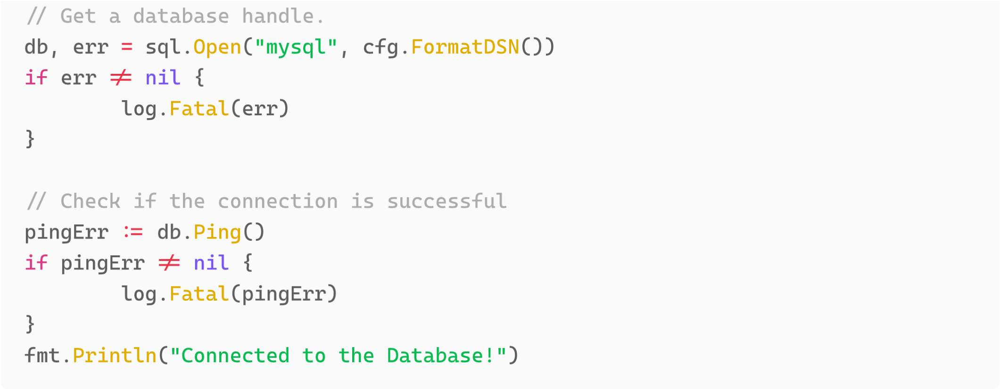 // Get a database handle.
db, err = sql.Open("mysql", cfg.FormatDSN())
if err != nil {
        log.Fatal(err)
}

// Check if the connection is successful
pingErr := db.Ping()
if pingErr != nil {
        log.Fatal(pingErr)
}
fmt.Println("Connected to the Database!")